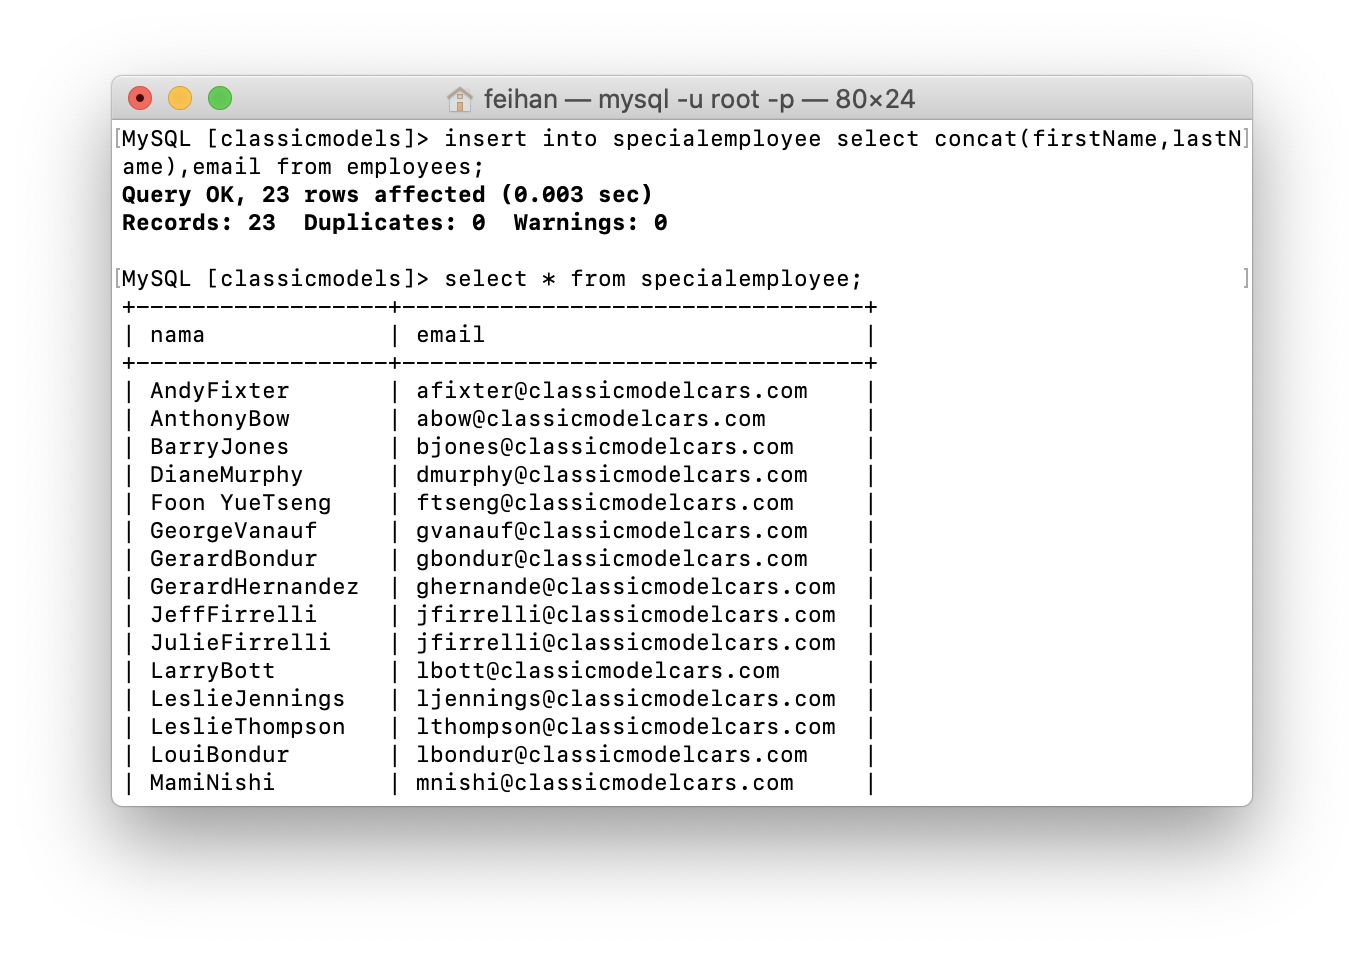 feihan — mysql -u root -p — 80×24
[MySQL [classicmodels]> insert into specialemployee select concat(firstName,lastN]
ame),email from employees;
Query OK, 23 rows affected (0.003 sec)
Records: 23  Duplicates: 0  Warnings: 0
[MySQL [classicmodels]> select * from specialemployee; ]
+------------------+---------------------------------+
| nama             | email                           |
+------------------+---------------------------------+
| AndyFixter       | afixter@classicmodelcars.com    |
| AnthonyBow       | abow@classicmodelcars.com       |
| BarryJones       | bjones@classicmodelcars.com     |
| DianeMurphy      | dmurphy@classicmodelcars.com    |
| Foon YueTseng    | ftseng@classicmodelcars.com     |
| GeorgeVanauf     | gvanauf@classicmodelcars.com    |
| GerardBondur     | gbondur@classicmodelcars.com    |
| GerardHernandez  | ghernande@classicmodelcars.com  |
| JeffFirrelli     | jfirrelli@classicmodelcars.com  |
| JulieFirrelli    | jfirrelli@classicmodelcars.com  |
| LarryBott        | lbott@classicmodelcars.com      |
| LeslieJennings   | ljennings@classicmodelcars.com  |
| LeslieThompson   | lthompson@classicmodelcars.com  |
| LouiBondur       | lbondur@classicmodelcars.com    |
| MamiNishi        | mnishi@classicmodelcars.com     |